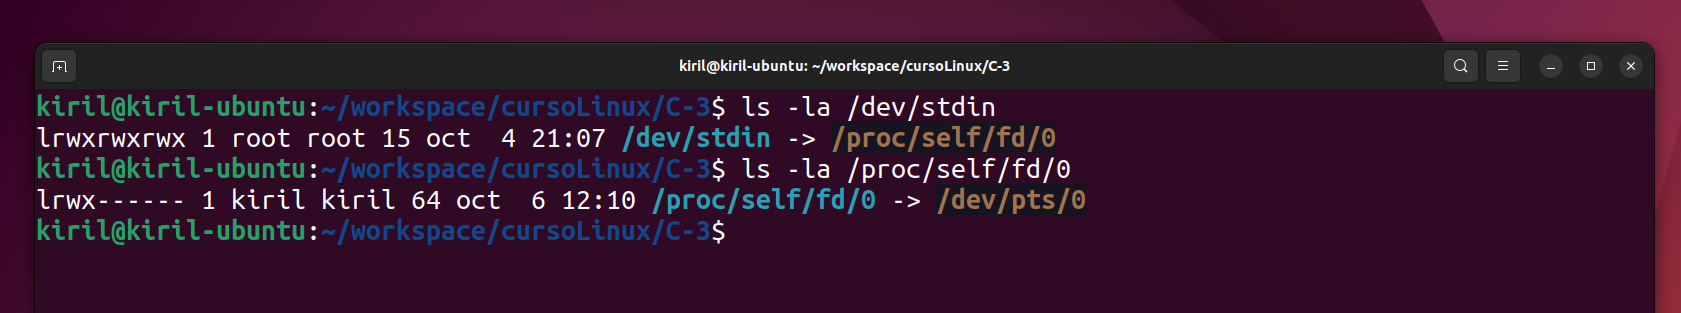 kiril@kiril-ubuntu: ~/workspace/cursoLinux/C-3
kiril@kiril-ubuntu:~/workspace/cursoLinux/C-3$ ls -la /dev/stdin
lrwxrwxrwx 1 root root 15 oct  4 21:07 /dev/stdin -> /proc/self/fd/0
kiril@kiril-ubuntu:~/workspace/cursoLinux/C-3$ ls -la /proc/self/fd/0
lrwx------ 1 kiril kiril 64 oct  6 12:10 /proc/self/fd/0 -> /dev/pts/0
kiril@kiril-ubuntu:~/workspace/cursoLinux/C-3$